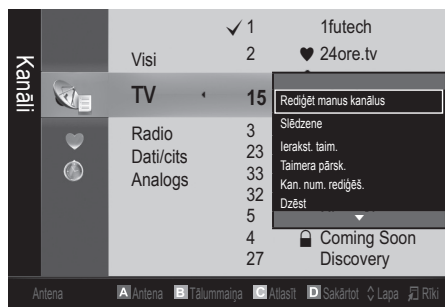 Kanāli
✓ 1 1futech
Visi 2 ♥ 24ore.tv
TV 15
Radio 3
Dati/cits 23
Analogs 33
32
5
4 Coming Soon
27 Discovery
Rediģēt manus kanālus
Slēdzene
Ierakst. taim.
Taimera pārsk.
Kan. num. rediģēš.
Dzēst
Antena A Antena B Tālummaiņa C Atlasīt D Sakārtot Lapa Rīki